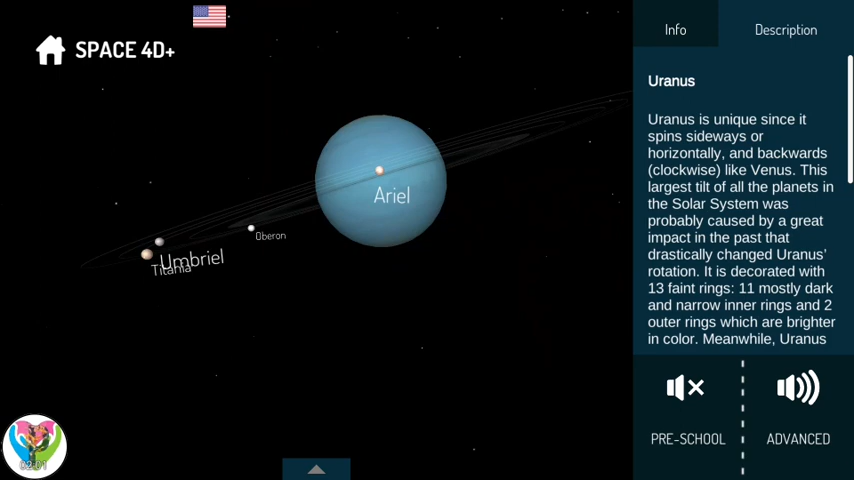 SPACE 4D+
Ariel
Oberon
Umbriel
Titania
Info
Description
Uranus
Uranus is unique since it
spins sideways or
horizontally, and backwards
(clockwise) like Venus. This
largest tilt of all the planets in
the Solar System was
probably caused by a great
impact in the past that
drastically changed Uranus'
rotation. It is decorated with
13 faint rings: 11 mostly dark
and narrow inner rings and 2
outer rings which are brighter
in color. Meanwhile, Uranus
PRE-SCHOOL
ADVANCED
02:01